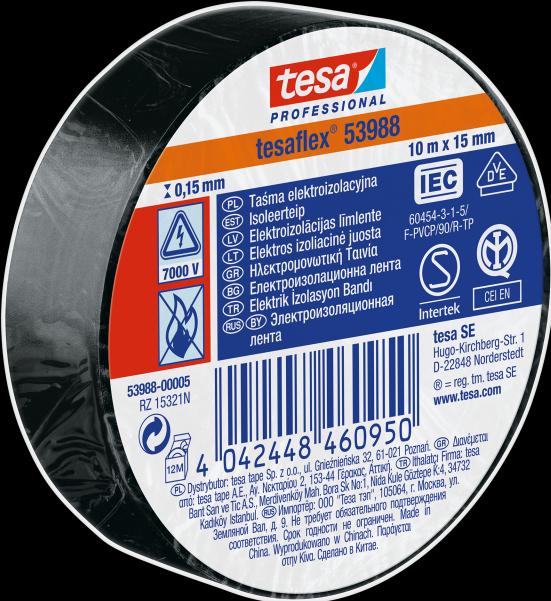 tesa®
PROFESSIONAL
tesaflex® 53988
10 m x 15 mm
0,15 mm
7000 V
PL Taśma elektroizolacyjna
EST Isoleerteip
LV Elektroizolācijas līmlente
LT Elektros izoliacinė juosta
GR Ηλεκτρομονωτική Ταινία
BG Електроизолационна лента
TR Elektrik İzolasyon Bandı
RUS BY Электроизоляционная
лента
IEC
DVE
60454-3-1-5/
F-PVCP/90/R-TP
S
Intertek
CEI EN
tesa SE
Hugo-Kirchberg-Str. 1
D-22848 Norderstedt
® = reg. tm. tesa SE
www.tesa.com
53988-00005
RZ 15321N
12M
4 042448 460950
PL Dystrybutor: tesa tape Sp. z o.o., ul. Gnieźnieńska 32, 61-021 Poznań. GR Διανέμεται
από: tesa tape A.E., Αγ. Νεκταρίου 2, 153-44 Γέρακας, Αττική. TR İthalatçı Firma: tesa
Bant San ve Tic A.S., Merdivenköy Mah. Bora Sk No:1, Nida Kule Göztepe K:4, 34732
Kadıköy Istanbul. RUS Импортёр: ООО "Теза тэп", 105064, г. Москва, ул.
Земляной Вал, д. 9. Не требует обязательного подтверждения
соответствия. Срок годности не ограничен. Made in
China. Wyprodukowano w Chinach. Παράγεται
στην Κίνα. Сделано в Китае.